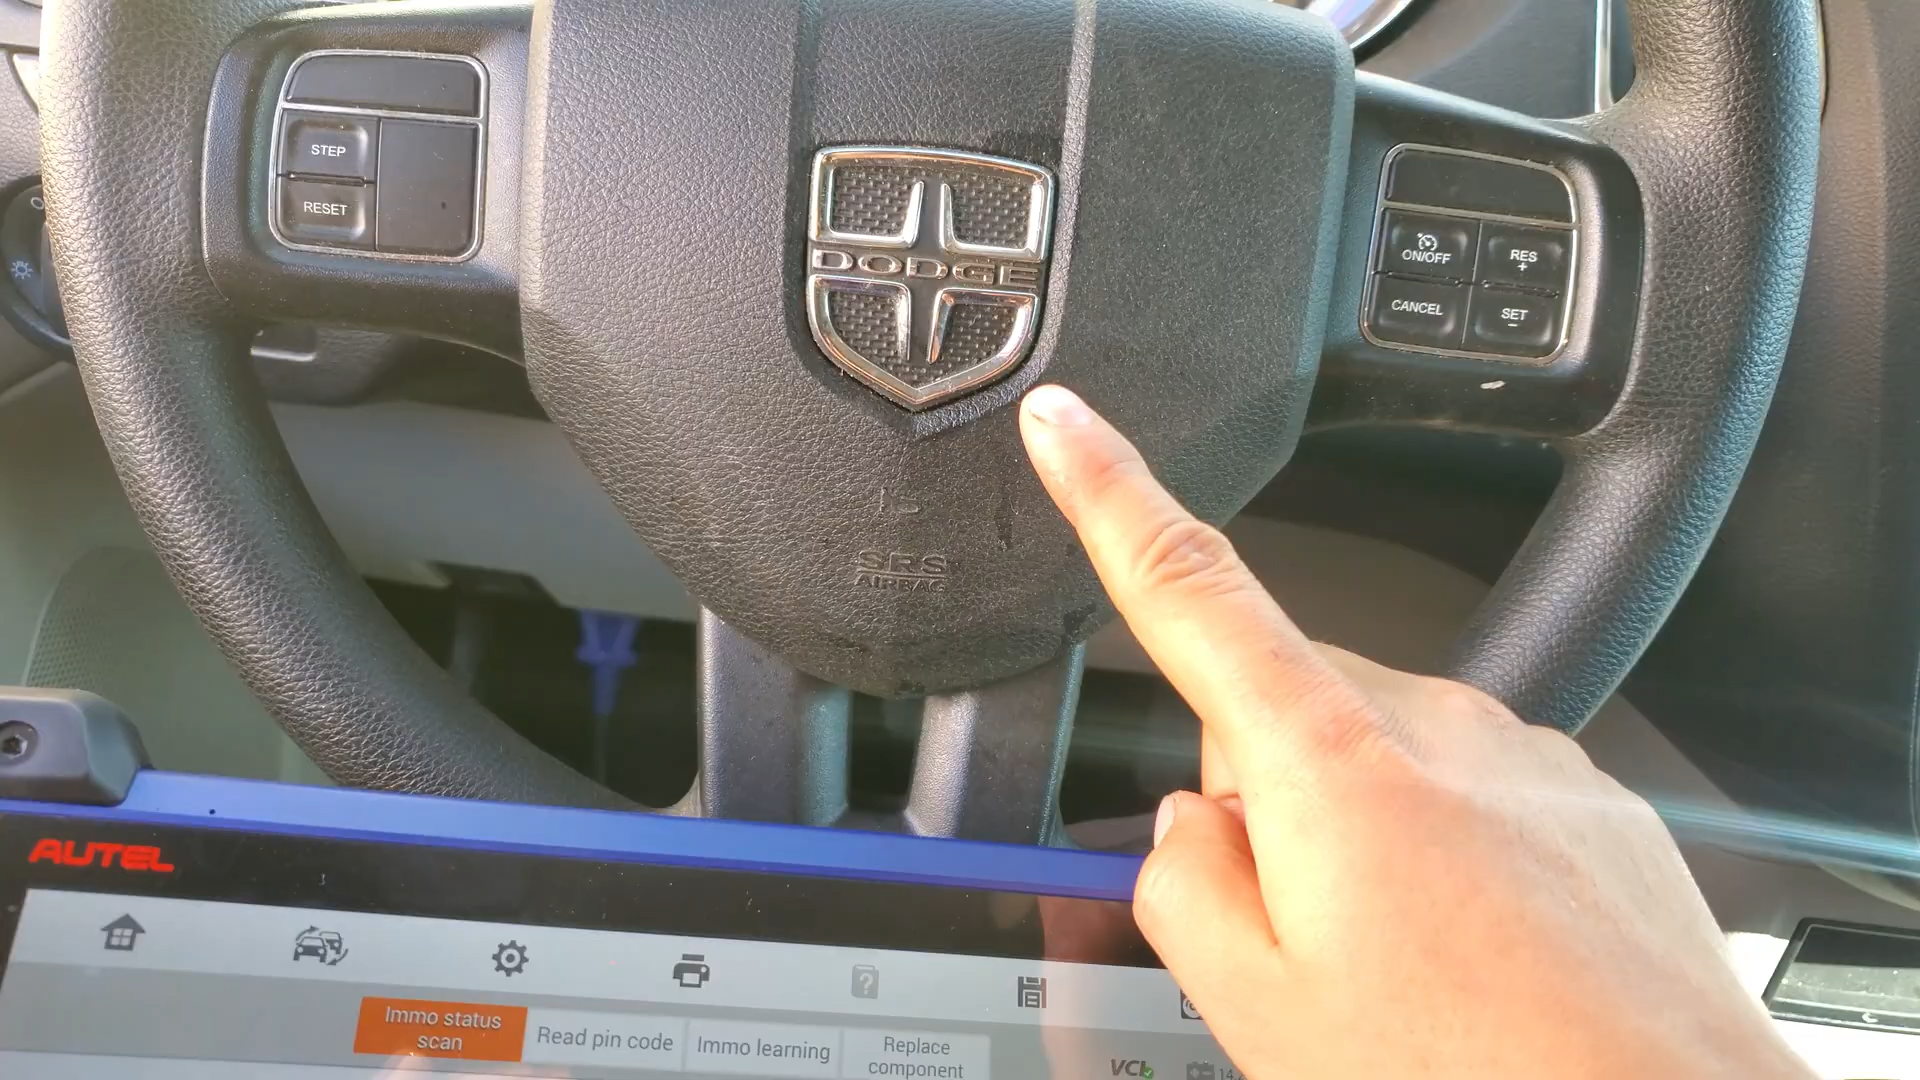 STEP
RESET
DODGE
ON/OFF
RES
+
CANCEL
SET
-
SRS
AIRBAG
AUTEL
Immo status
scan
Read pin code
Immo learning
Replace
component
VCI